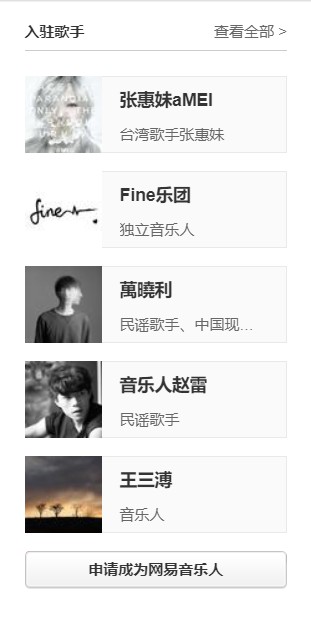 入驻歌手
查看全部 >
张惠妹aMEI
台湾歌手张惠妹
fine
Fine乐团
独立音乐人
萬曉利
民谣歌手、中国现...
音乐人赵雷
民谣歌手
王三溥
音乐人
申请成为网易音乐人